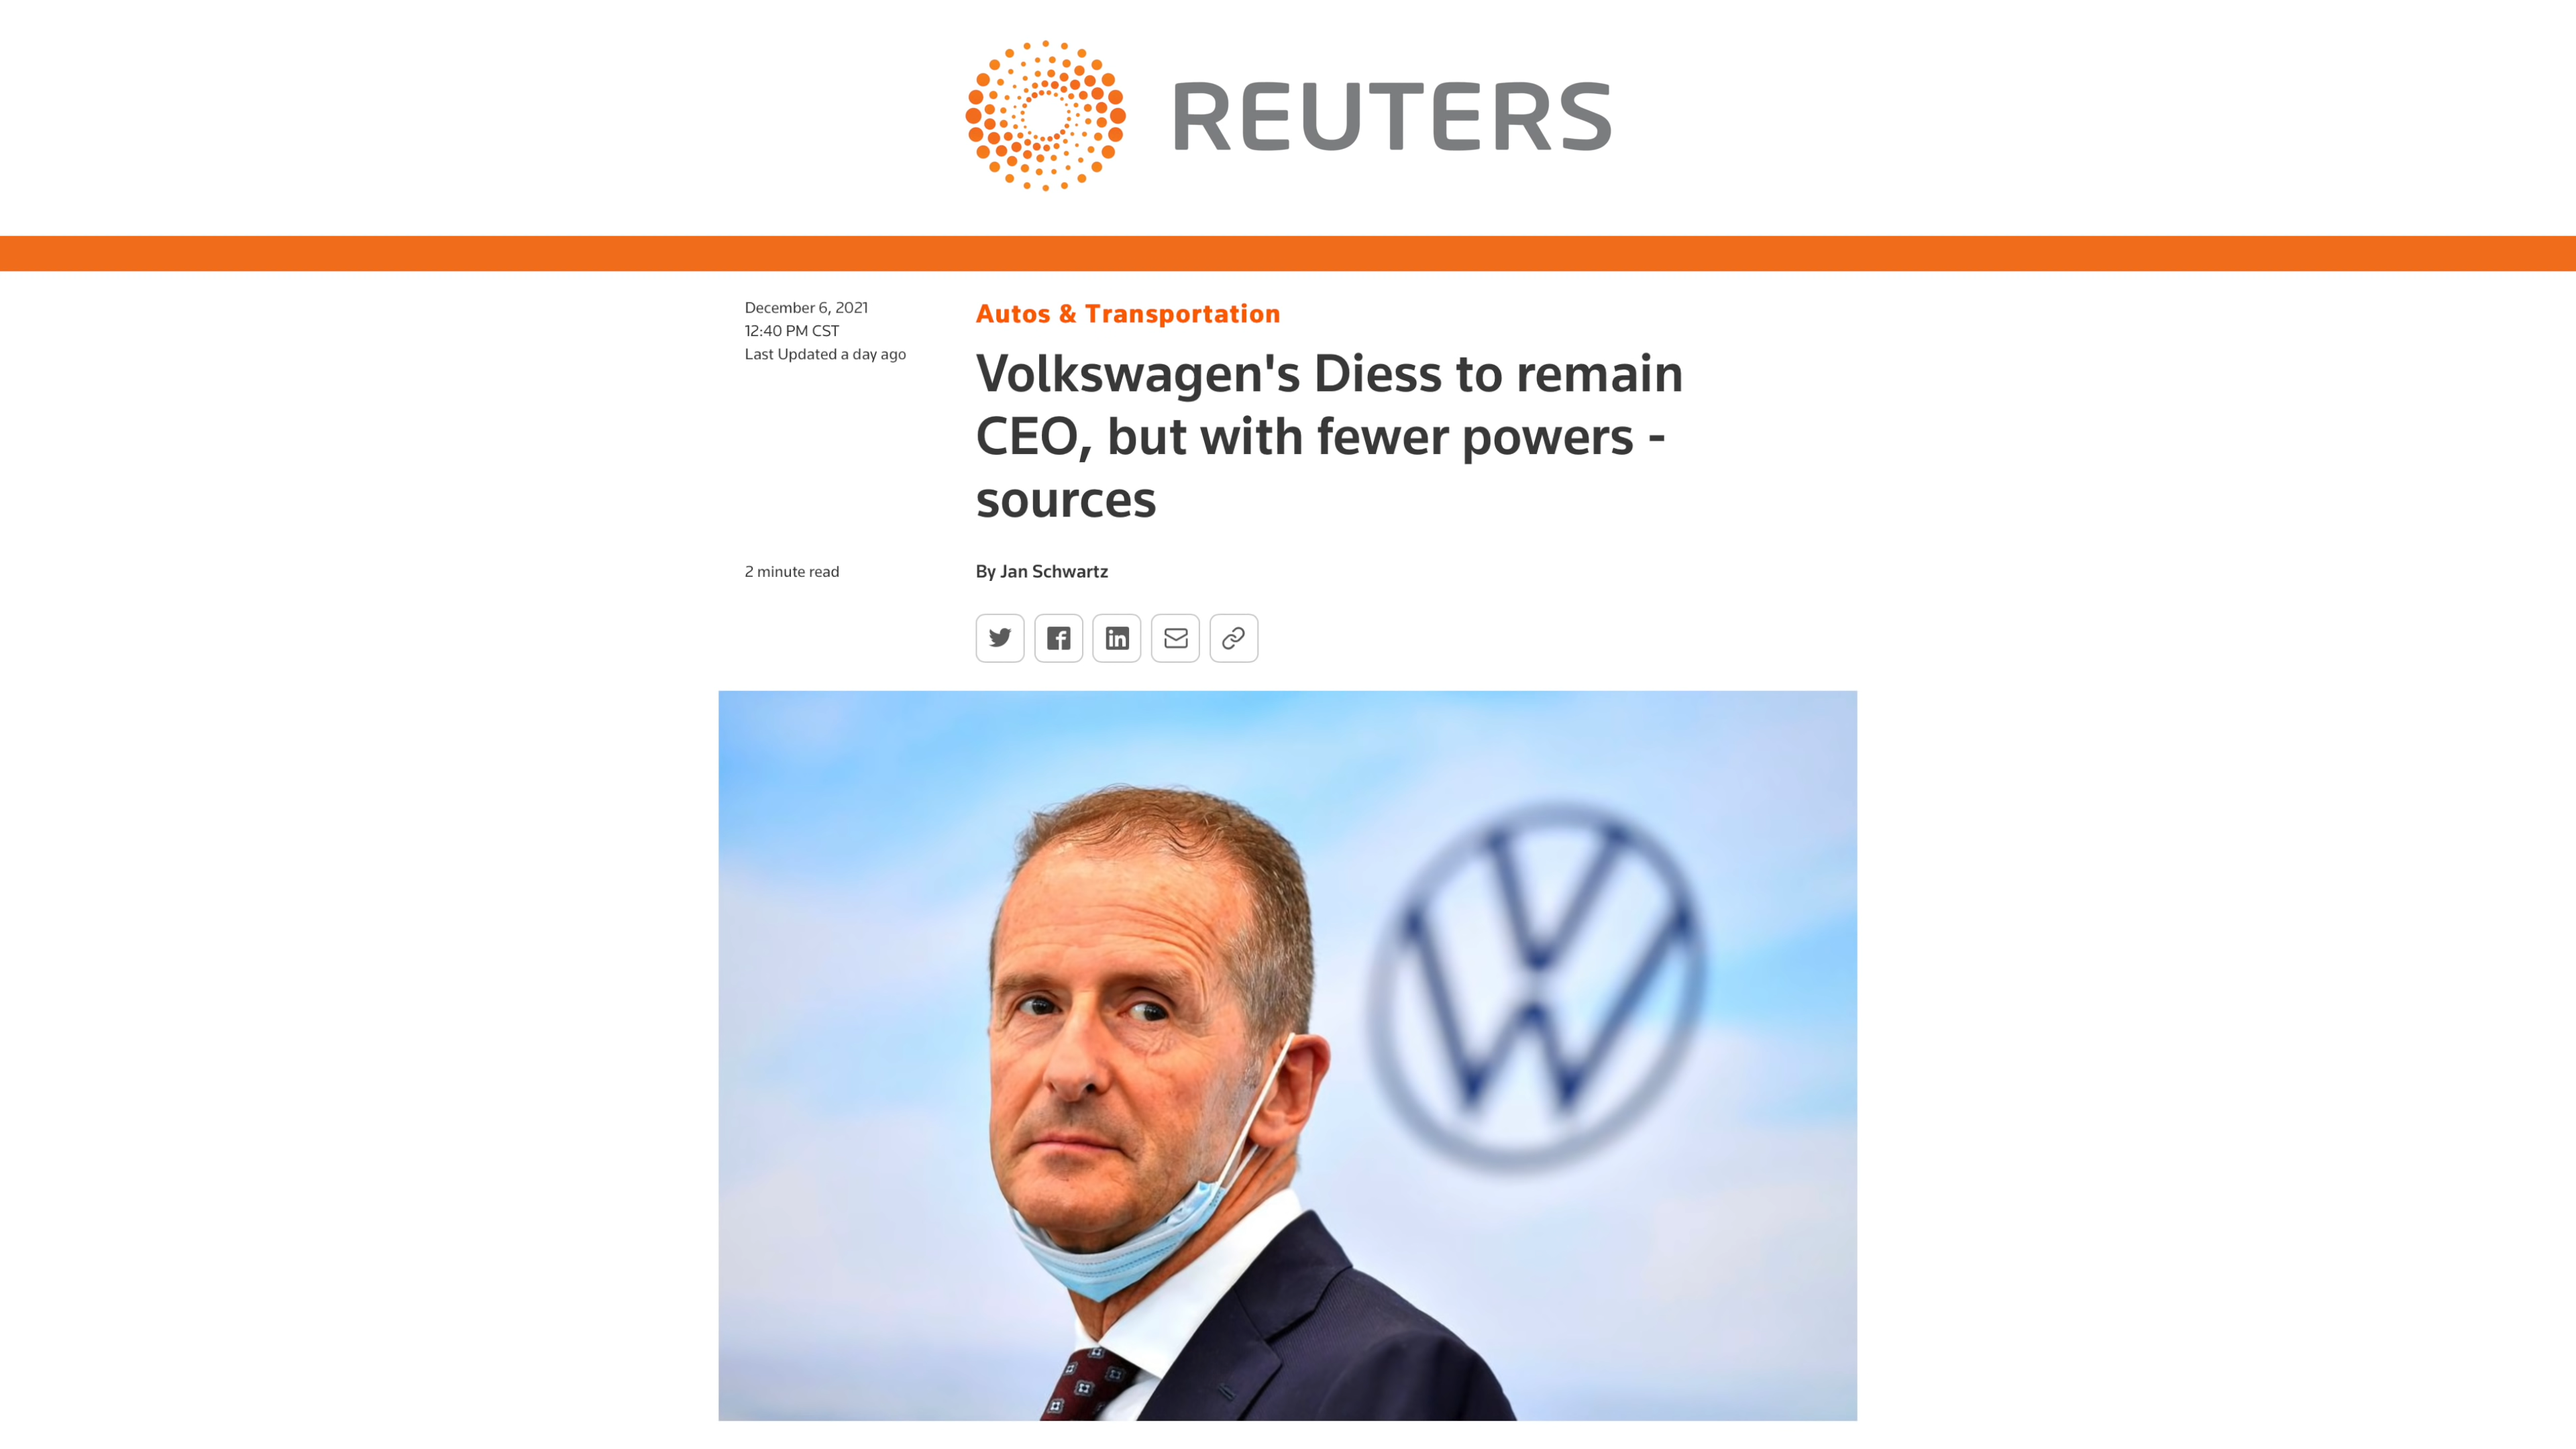 REUTERS
December 6, 2021
12:40 PM CST
Last Updated a day ago
Autos & Transportation
Volkswagen's Diess to remain
CEO, but with fewer powers -
sources
2 minute read
By Jan Schwartz